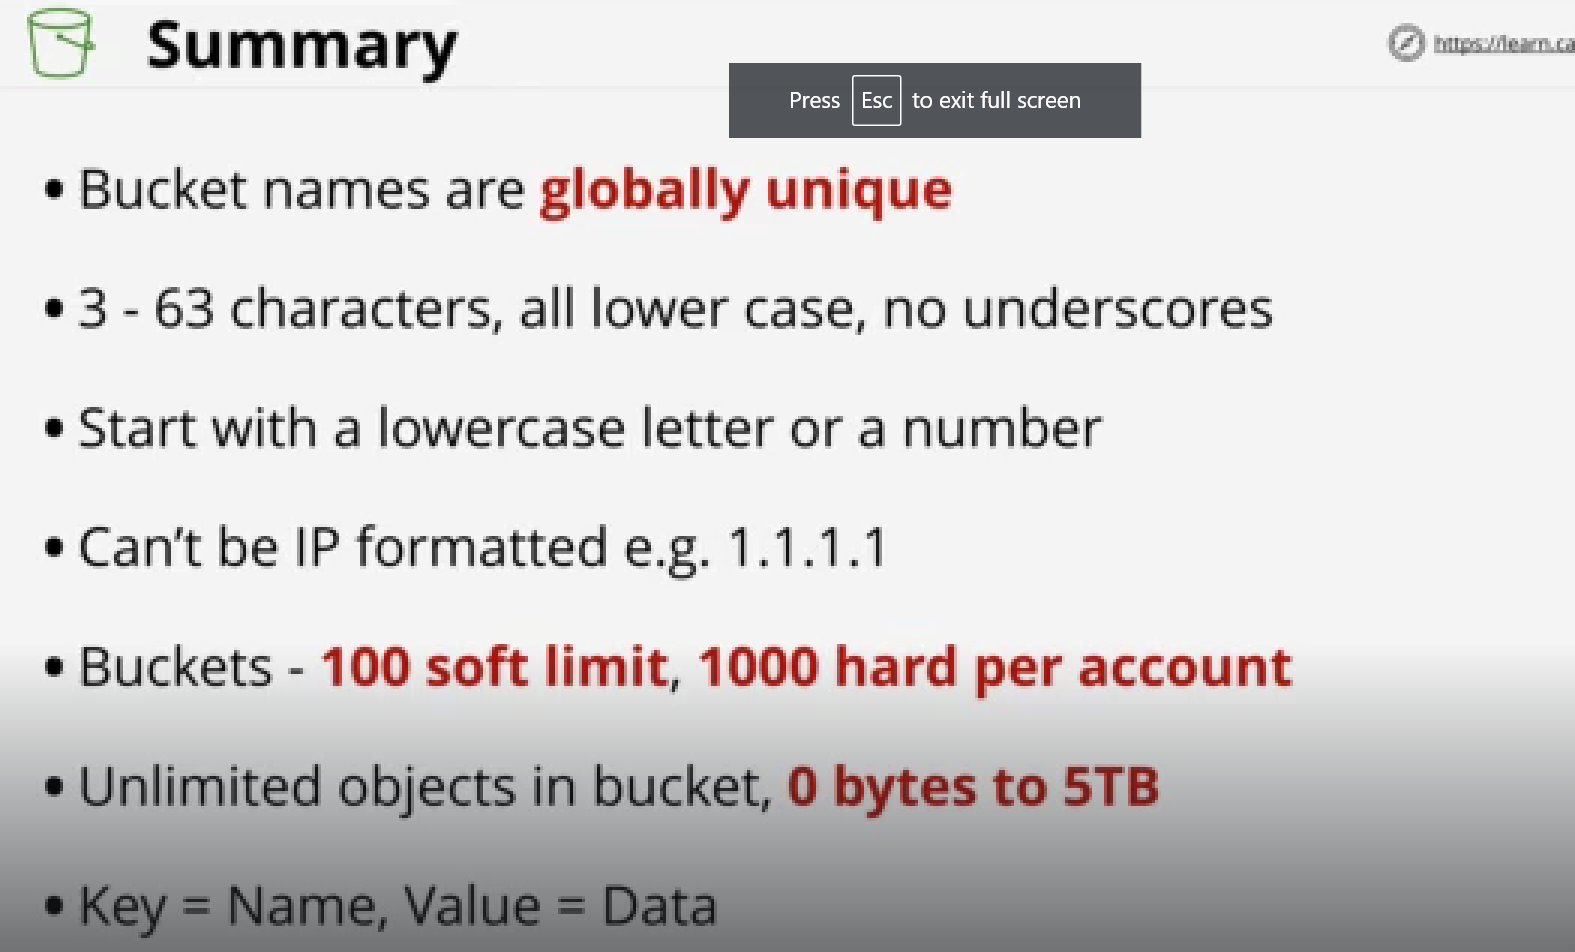 Summary
https://learn.ca
Press Esc to exit full screen
• Bucket names are globally unique
• 3 - 63 characters, all lower case, no underscores
• Start with a lowercase letter or a number
• Can’t be IP formatted e.g. 1.1.1.1
• Buckets - 100 soft limit, 1000 hard per account
• Unlimited objects in bucket, 0 bytes to 5TB
• Key = Name, Value = Data